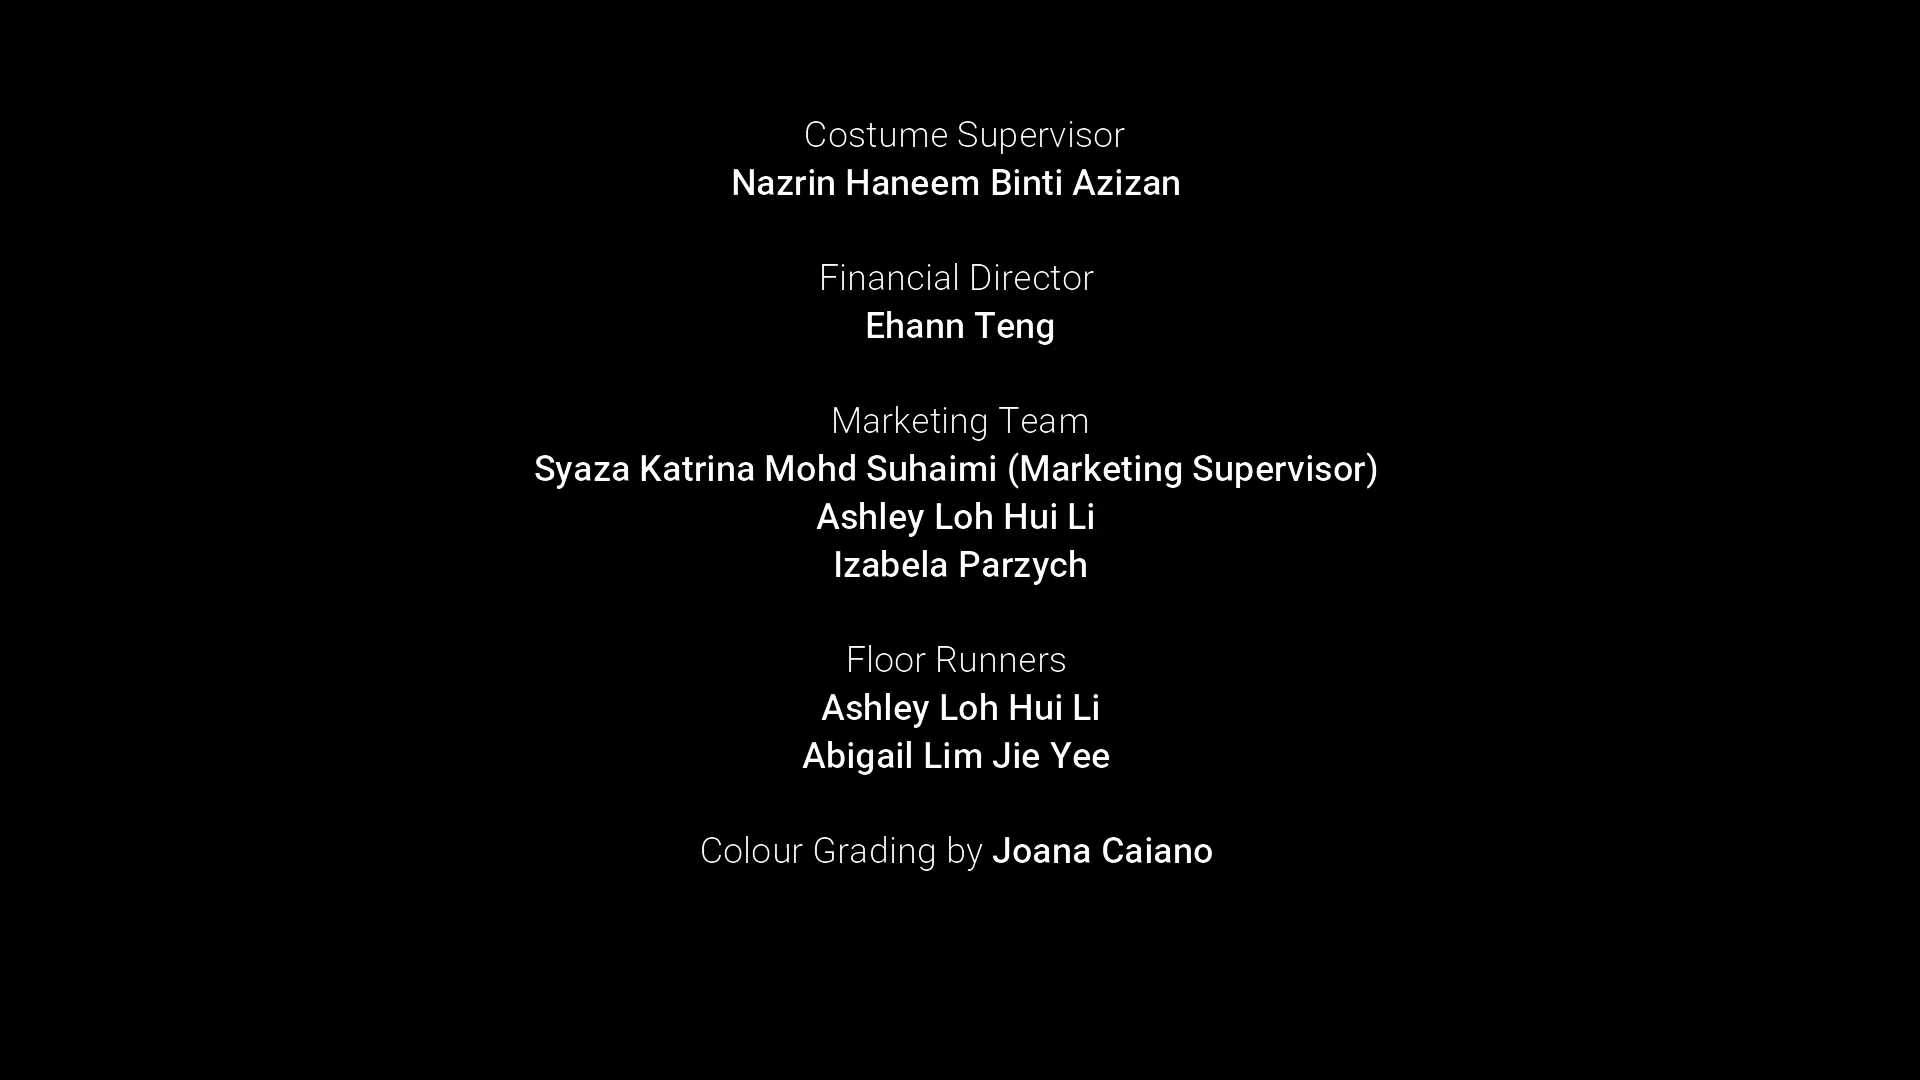 Costume Supervisor
Nazrin Haneem Binti Azizan
Financial Director
Ehann Teng
Marketing Team
Syaza Katrina Mohd Suhaimi (Marketing Supervisor)
Ashley Loh Hui Li
Izabela Parzych
Floor Runners
Ashley Loh Hui Li
Abigail Lim Jie Yee
Colour Grading by Joana Caiano